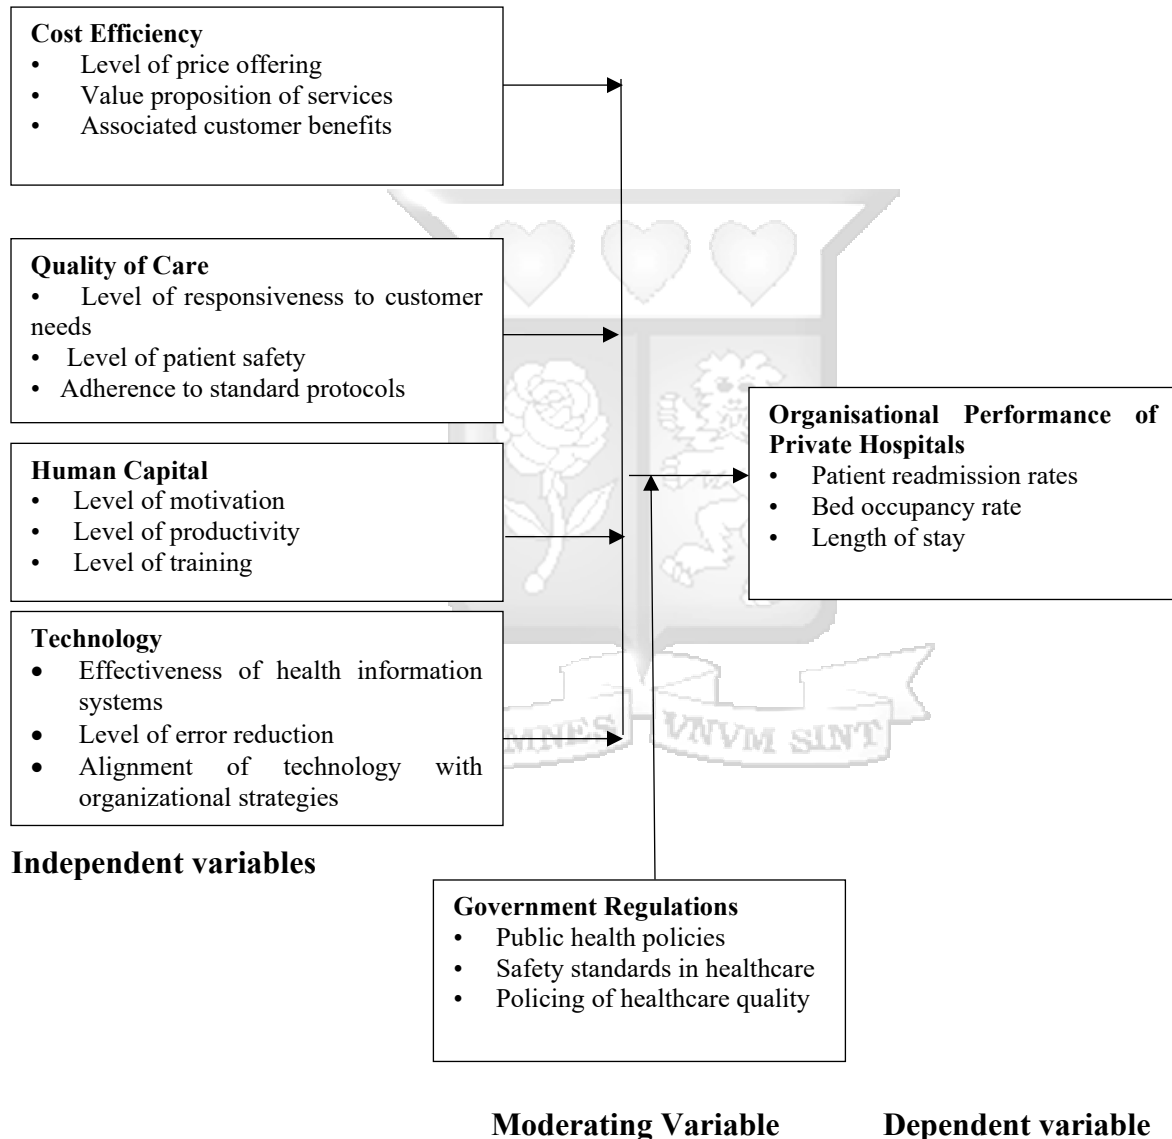 Cost Efficiency
• Level of price offering
• Value proposition of services
• Associated customer benefits
Quality of Care
• Level of responsiveness to customer
needs
• Level of patient safety
• Adherence to standard protocols
Human Capital
• Level of motivation
• Level of productivity
• Level of training
Technology
• Effectiveness of health information
systems
• Level of error reduction
• Alignment of technology with
organizational strategies
Independent variables
Organisational Performance of
Private Hospitals
• Patient readmission rates
• Bed occupancy rate
• Length of stay
MNES VNVM SINT
Government Regulations
• Public health policies
• Safety standards in healthcare
• Policing of healthcare quality
Moderating Variable
Dependent variable